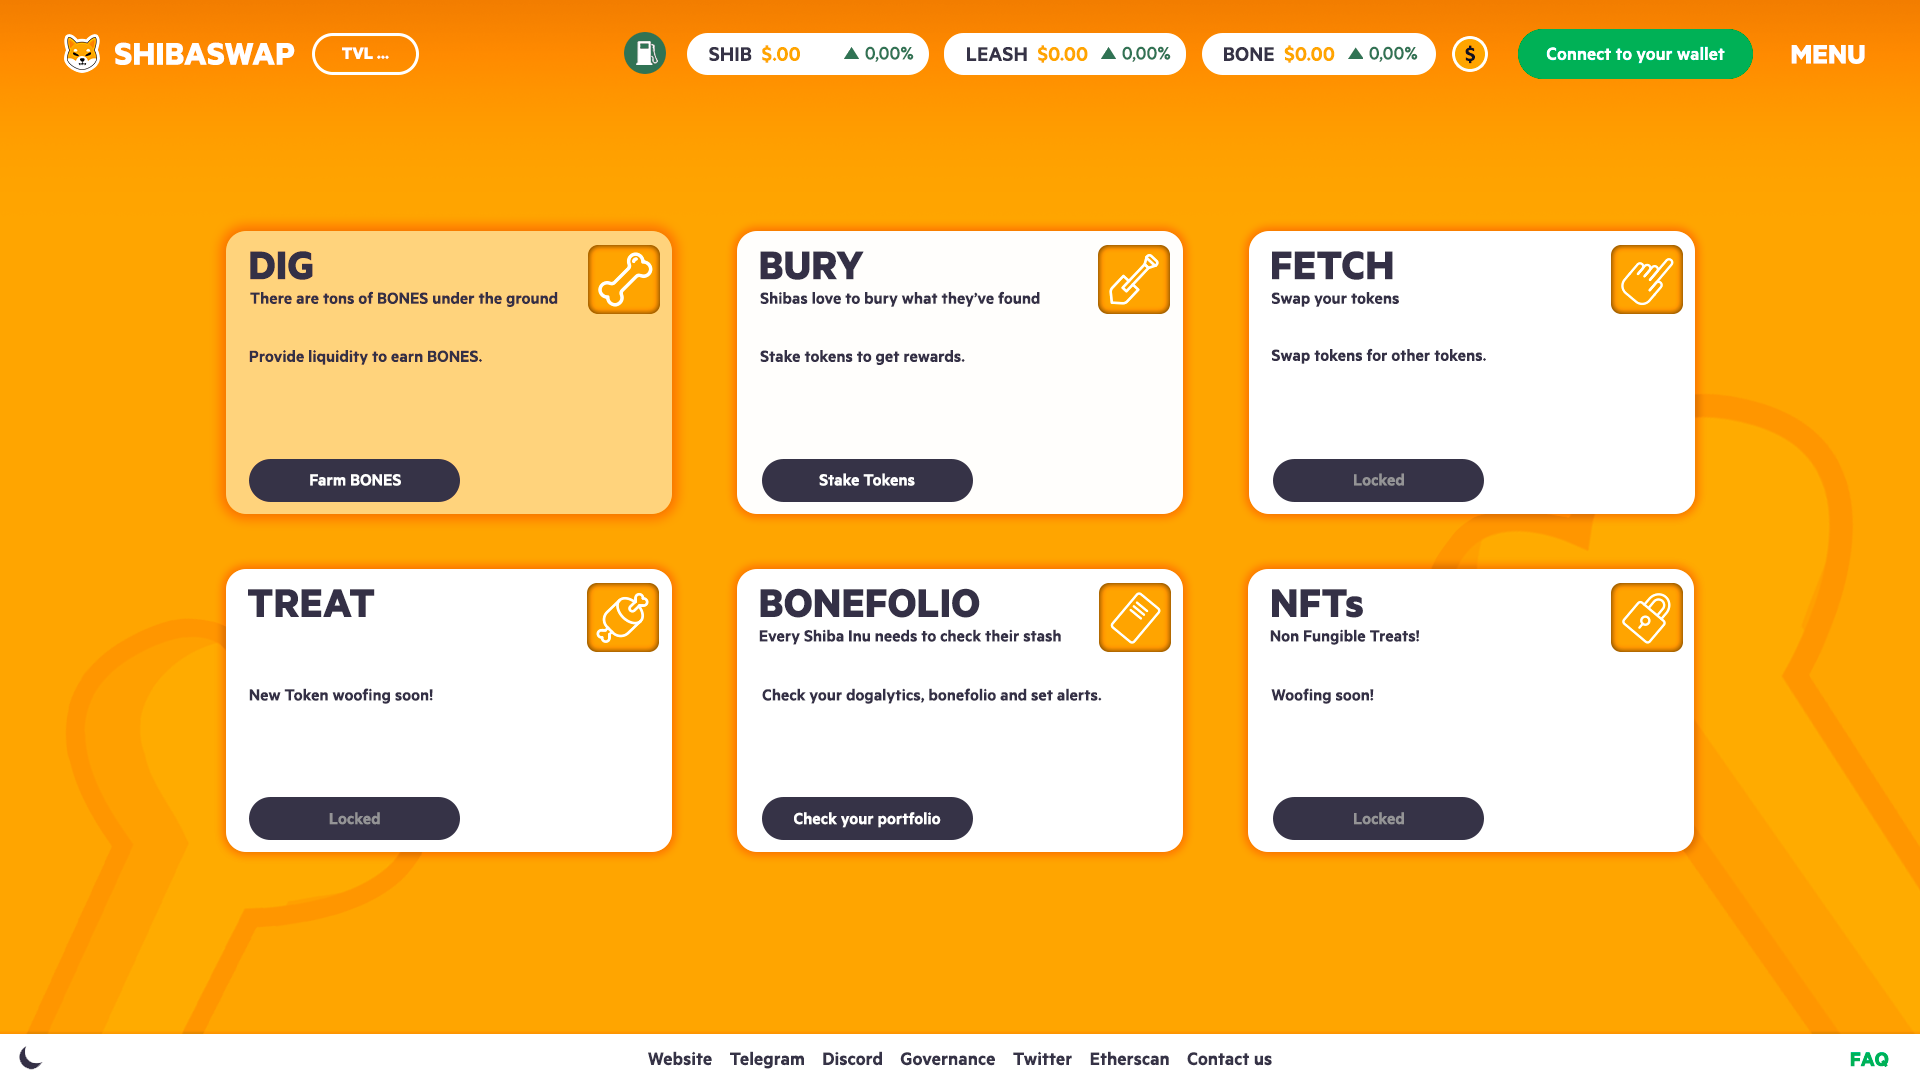 SHIBASWAP
TVL ...
SHIB $.00 ▲ 0,00%
LEASH $0.00 ▲ 0,00%
BONE $0.00 ▲ 0,00%
$
Connect to your wallet
MENU
DIG
There are tons of BONES under the ground
Provide liquidity to earn BONES.
Farm BONES
BURY
Shibas love to bury what they’ve found
Stake tokens to get rewards.
Stake Tokens
FETCH
Swap your tokens
Swap tokens for other tokens.
Locked
TREAT
New Token woofing soon!
Locked
BONEFOLIO
Every Shiba Inu needs to check their stash
Check your dogalytics, bonefolio and set alerts.
Check your portfolio
NFTs
Non Fungible Treats!
Woofing soon!
Locked
Website Telegram Discord Governance Twitter Etherscan Contact us
FAQ